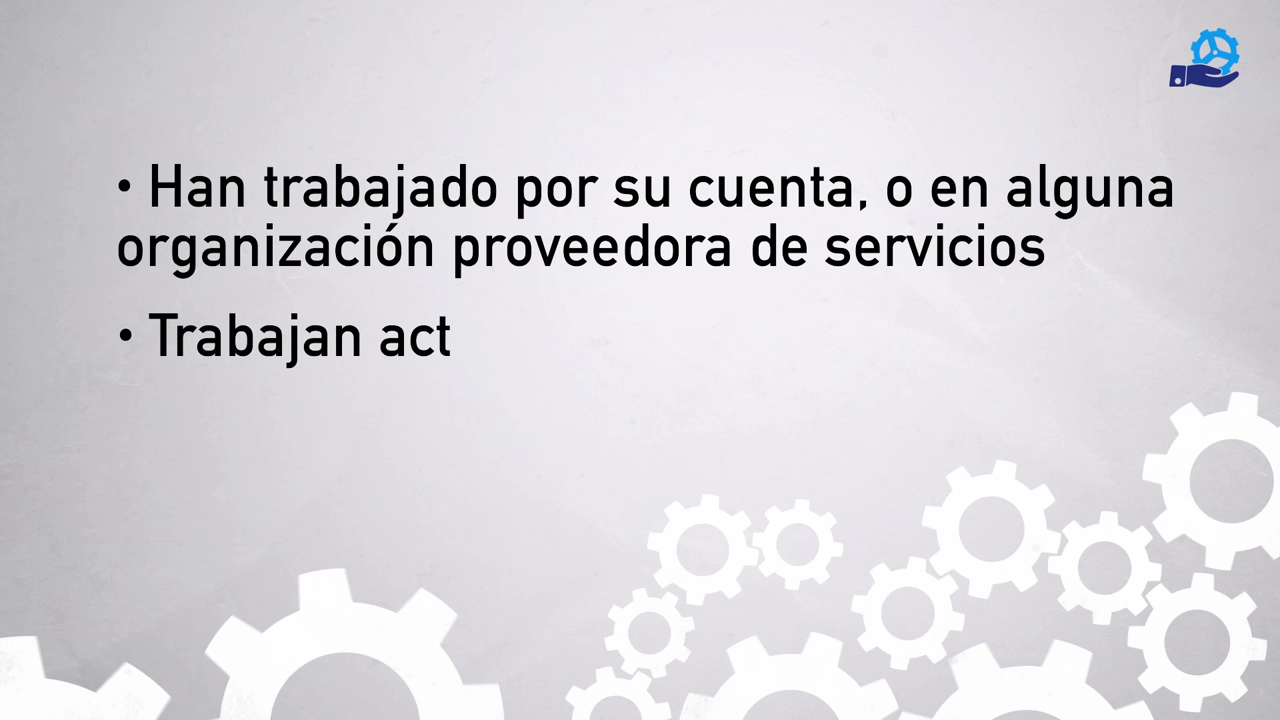 • Han trabajado por su cuenta, o en alguna
organización proveedora de servicios
• Trabajan act